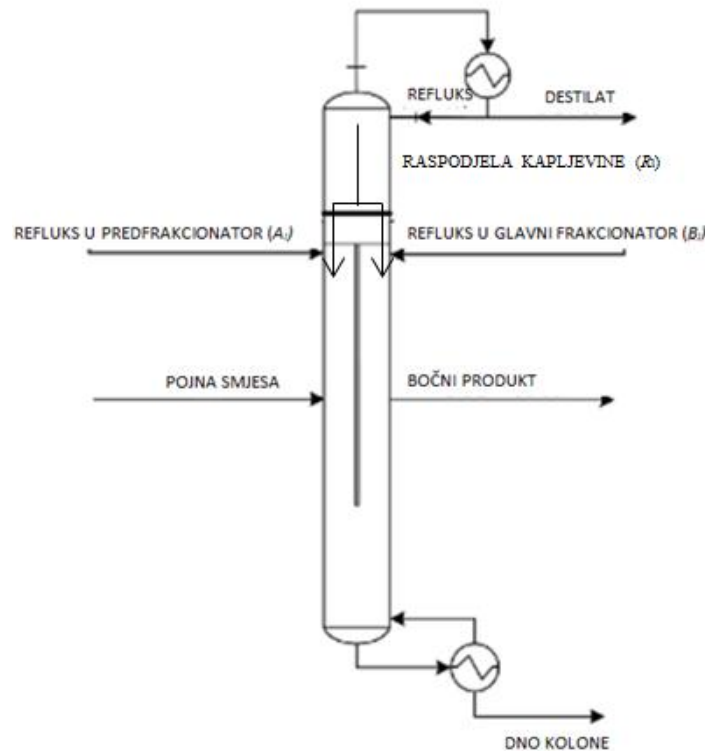 REFLUKS
DESTILAT
RASPODJELA KAPLJEVINE
REFLUKS U PREDFRAKCIONATOR
REFLUKS U GLAVNI FRAKCIONATOR
POJNA SMJESA
BOČNI PRODUKT
DNO KOLONE